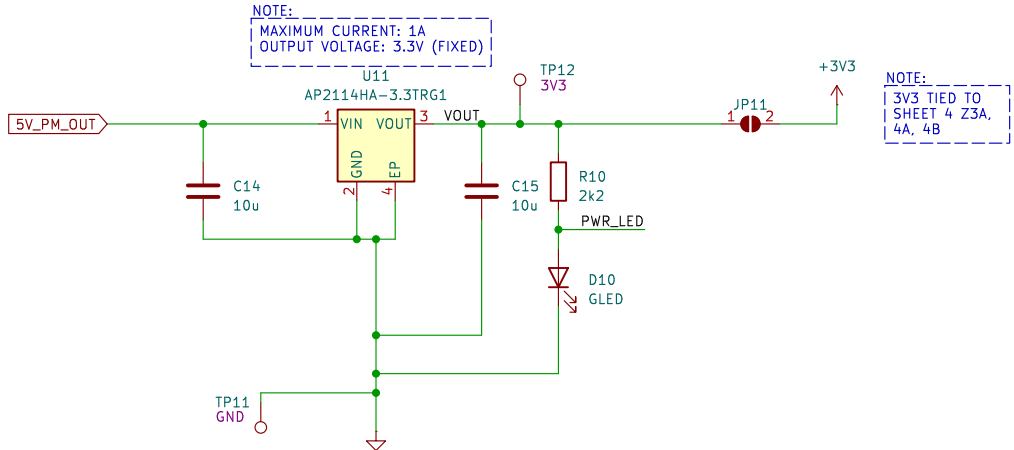 NOTE:
MAXIMUM CURRENT: 1A
OUTPUT VOLTAGE: 3.3V (FIXED)
U11
AP2114HA-3.3TRG1
5V_PM_OUT
1
VIN
VOUT
3
VOUT
GND
EP
2
4
C14
10u
C15
10u
TP12
3V3
R10
2k2
PWR_LED
D10
GLED
JP11
1
2
+3V3
NOTE:
3V3 TIED TO
SHEET 4 Z3A,
4A, 4B
TP11
GND